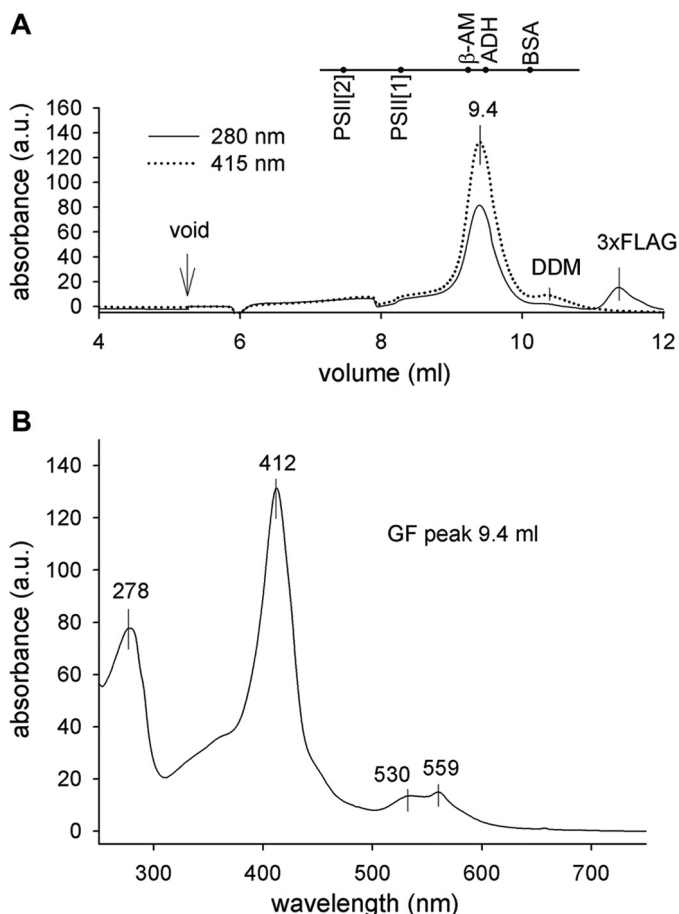 A
PSII[2]
PSII[1]
β-AM
ADH
BSA
absorbance (a.u.)
160
140
120
100
80
60
40
20
0
280 nm
415 nm
void
9.4
DDM
3xFLAG
4 6 8 10 12
volume (ml)
B
absorbance (a.u.)
140
120
100
80
60
40
20
0
278
412
530
559
GF peak 9.4 ml
300 400 500 600 700
wavelength (nm)